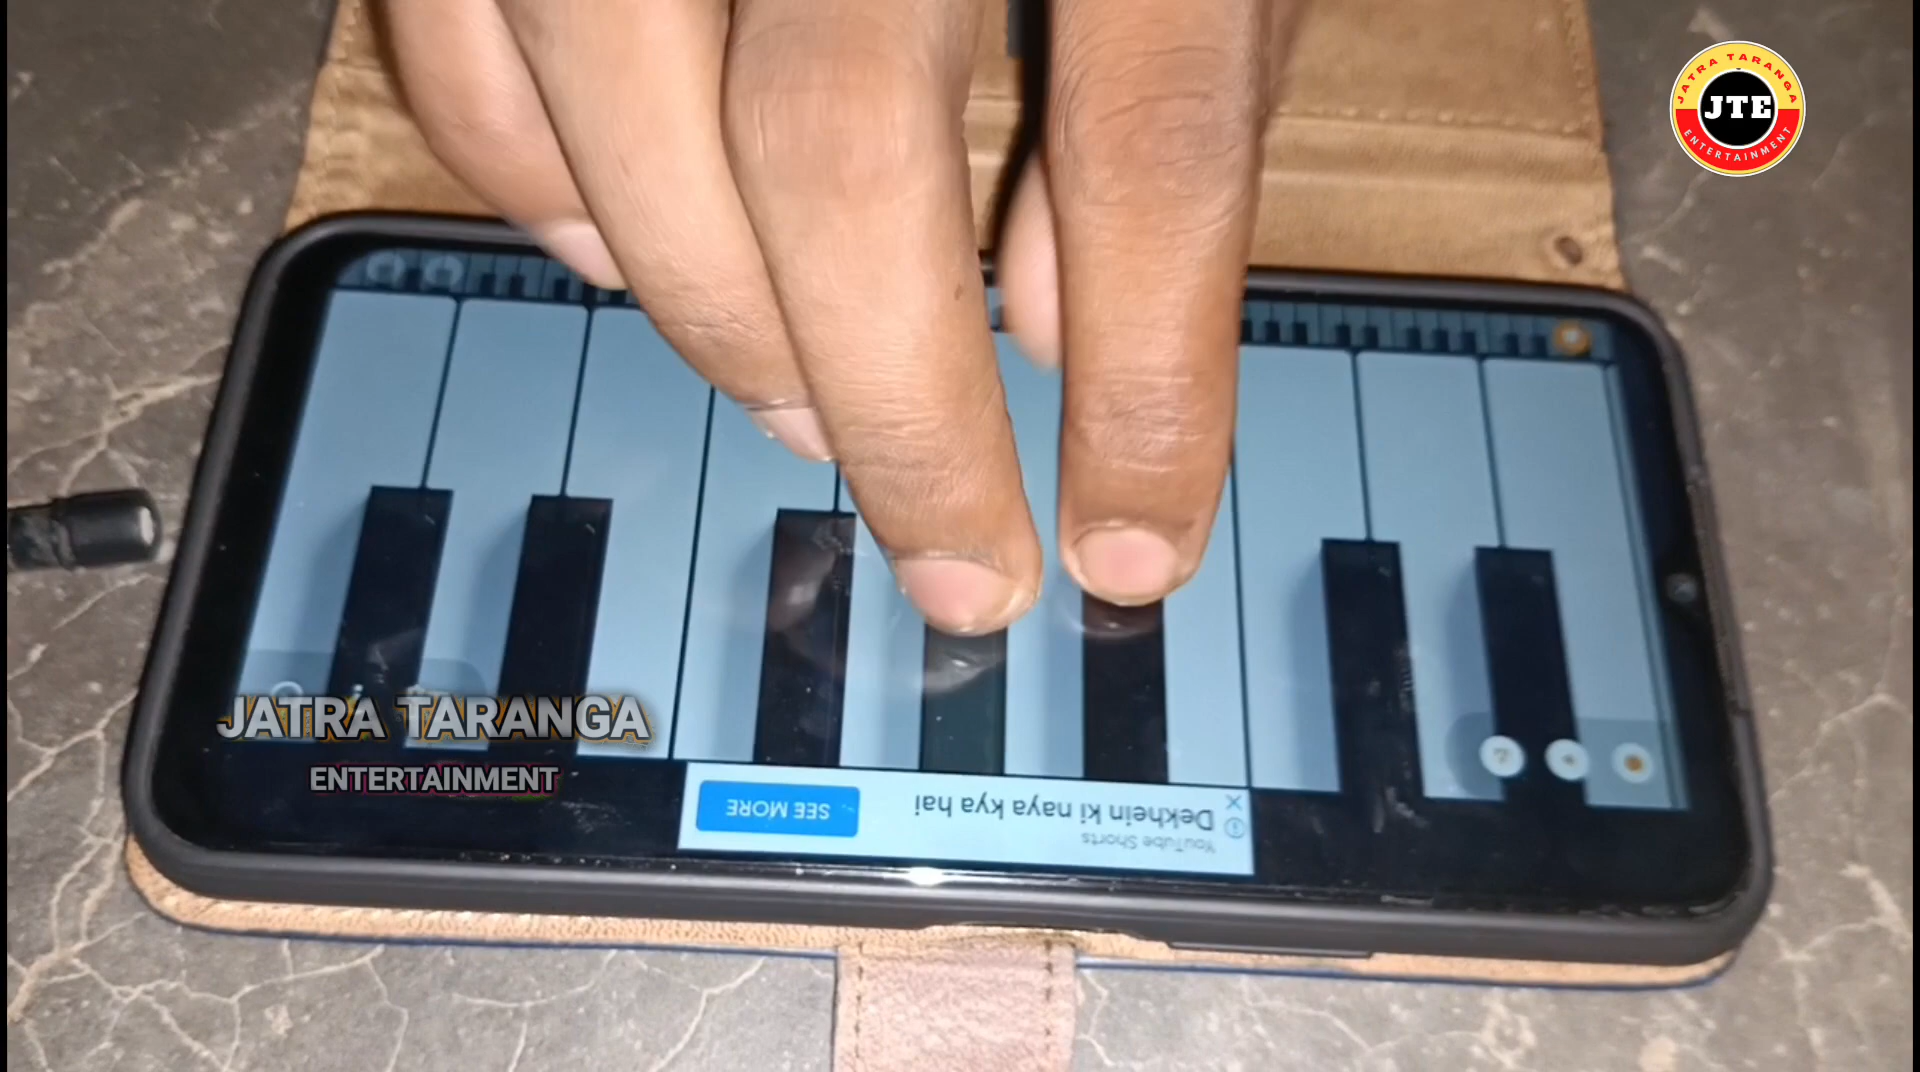 JATRA TARANGA
JTE
ENTERTAINMENT
JATRA TARANGA
ENTERTAINMENT
YouTube Shorts
Dekhein ki naya kya hai
SEE MORE